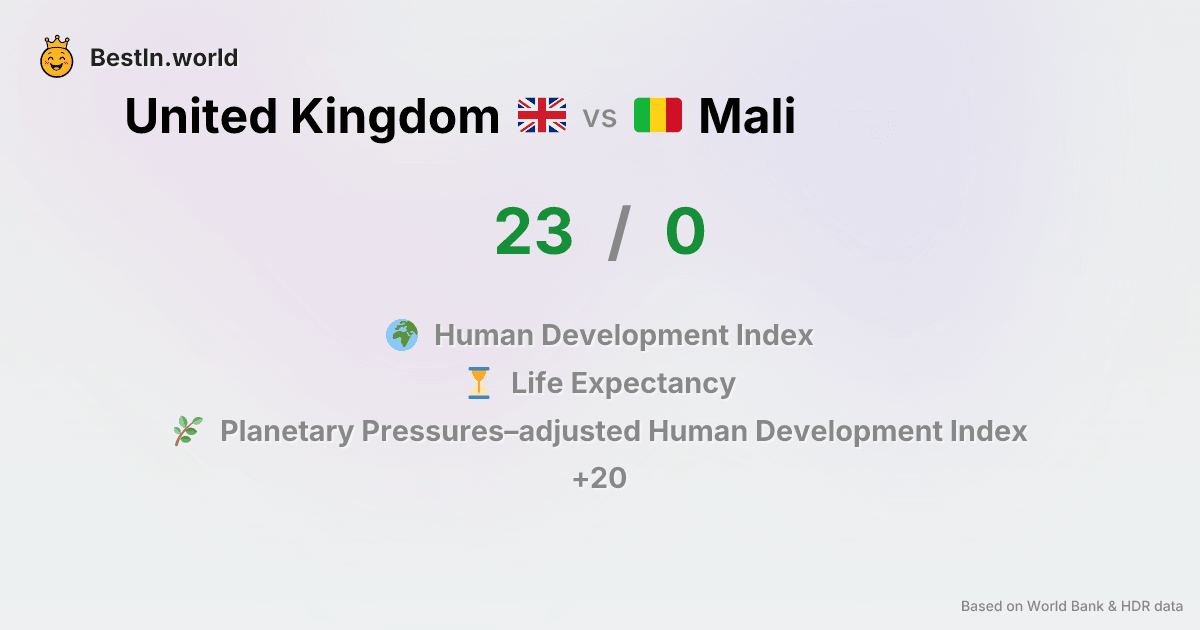 BestIn.world
United Kingdom vs Mali
23 / 0
Human Development Index
Life Expectancy
Planetary Pressures–adjusted Human Development Index
+20
Based on World Bank & HDR data